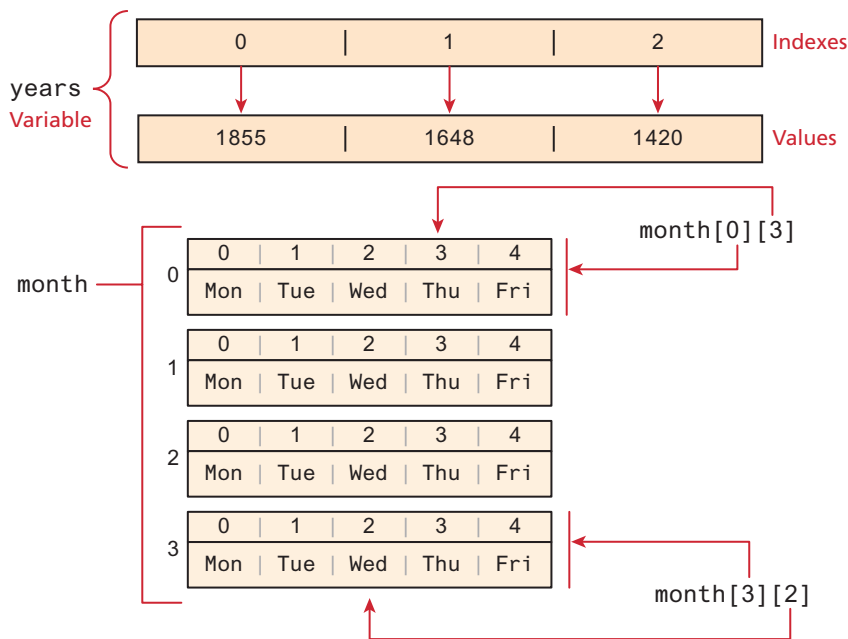 0 | 1 | 2 Indexes
years
Variable
1855 | 1648 | 1420 Values
month[0][3]
month
0
0 | 1 | 2 | 3 | 4
Mon | Tue | Wed | Thu | Fri
1
0 | 1 | 2 | 3 | 4
Mon | Tue | Wed | Thu | Fri
2
0 | 1 | 2 | 3 | 4
Mon | Tue | Wed | Thu | Fri
3
0 | 1 | 2 | 3 | 4
Mon | Tue | Wed | Thu | Fri
month[3][2]